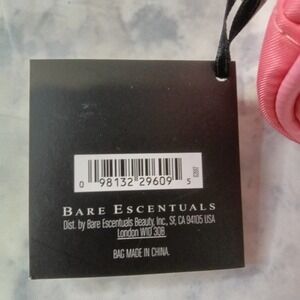 0 98132 29609 5
BARE ESCENTUALS
Dist. by Bare Escentuals Beauty, Inc., SF, CA 94105 USA
London W1D 3QB
BAG MADE IN CHINA.